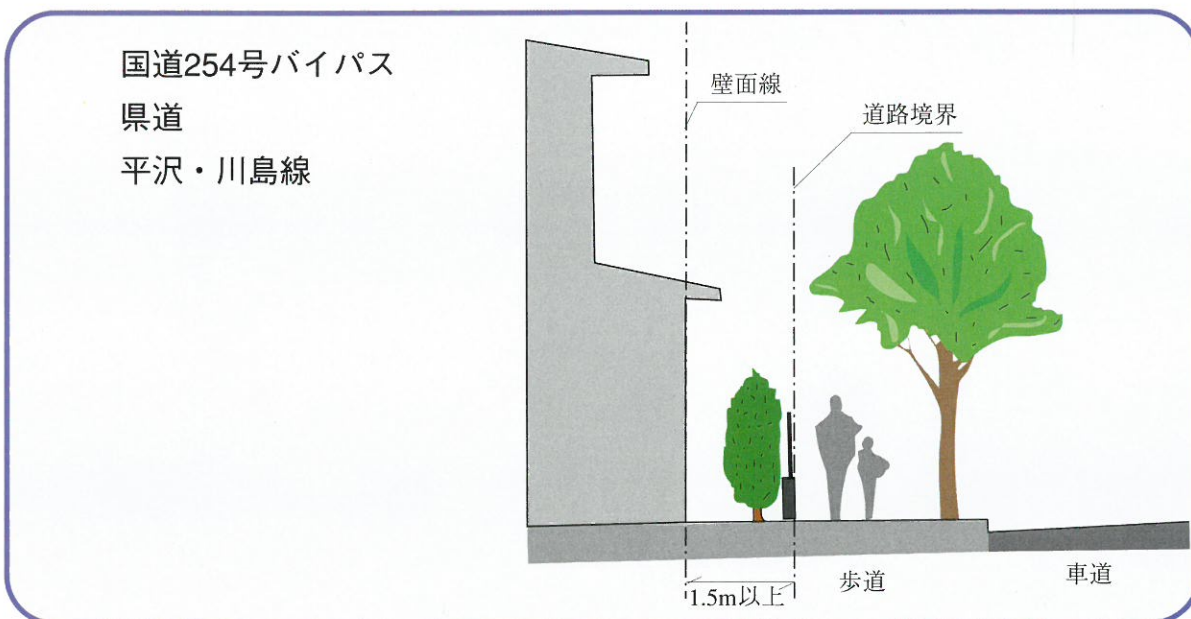 国道254号バイパス
県道
平沢・川島線
壁面線
道路境界
歩道
車道
1.5m以上